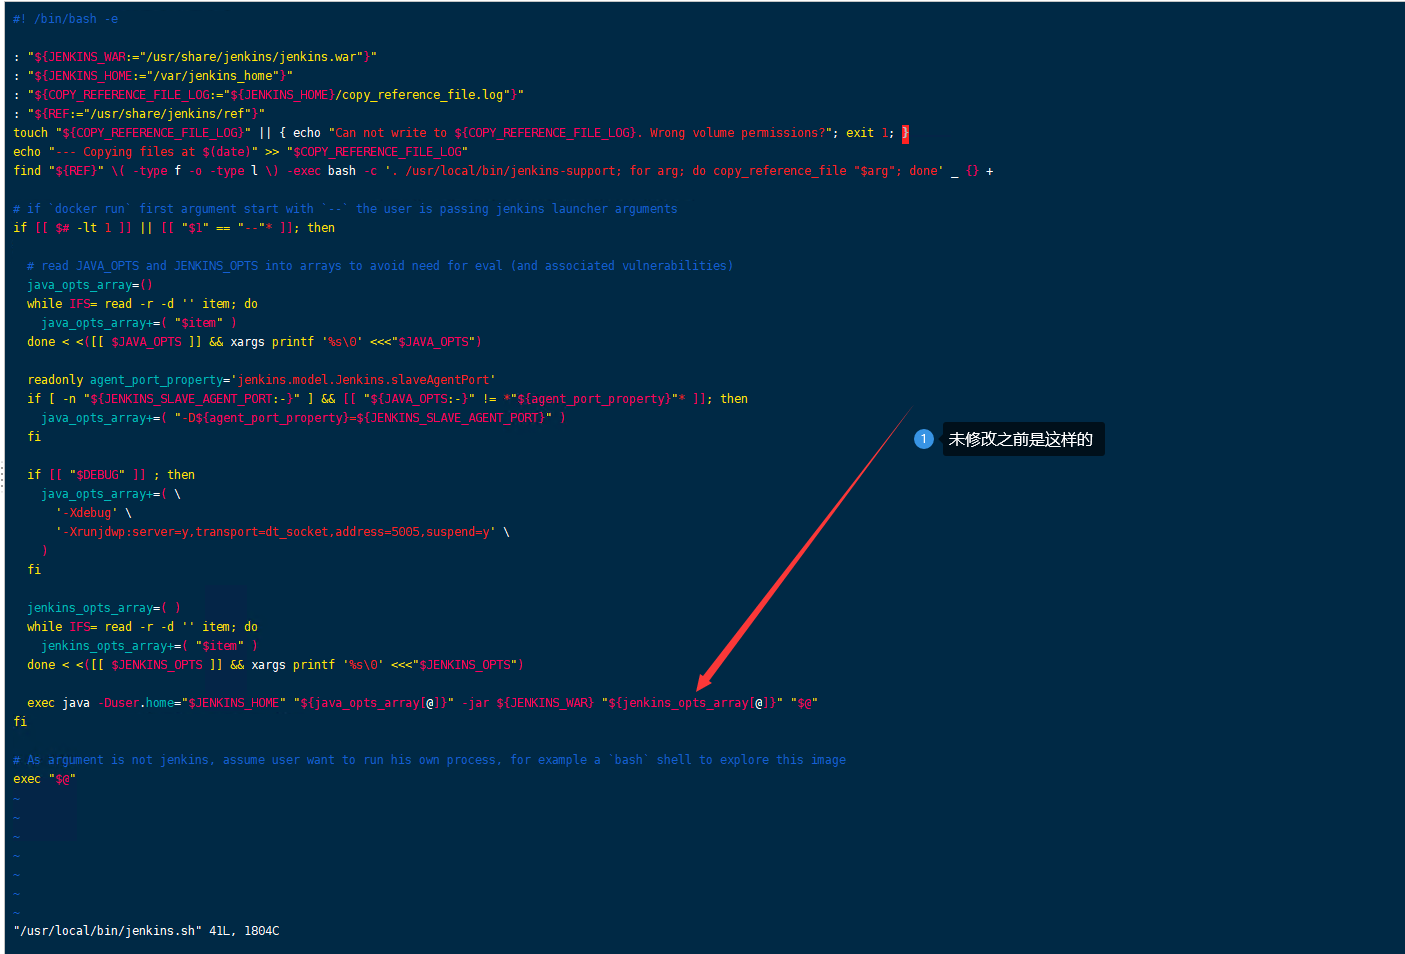 #! /bin/bash -e
: "${JENKINS_WAR:="/usr/share/jenkins/jenkins.war"}"
: "${JENKINS_HOME:="/var/jenkins_home"}"
: "${COPY_REFERENCE_FILE_LOG:="${JENKINS_HOME}/copy_reference_file.log"}"
: "${REF:="/usr/share/jenkins/ref"}"
touch "${COPY_REFERENCE_FILE_LOG}" || { echo "Can not write to ${COPY_REFERENCE_FILE_LOG}. Wrong volume permissions?"; exit 1; }
echo "--- Copying files at $(date)" >> "$COPY_REFERENCE_FILE_LOG"
find "${REF}" \( -type f -o -type l \) -exec bash -c '. /usr/local/bin/jenkins-support; for arg; do copy_reference_file "$arg"; done' _ {} +
# if `docker run` first argument start with `--` the user is passing jenkins launcher arguments
if [[ $# -lt 1 ]] || [[ "$1" == "--"* ]]; then
  # read JAVA_OPTS and JENKINS_OPTS into arrays to avoid need for eval (and associated vulnerabilities)
  java_opts_array=()
  while IFS= read -r -d '' item; do
    java_opts_array+=( "$item" )
  done < <([[ $JAVA_OPTS ]] && xargs printf '%s\0' <<<"$JAVA_OPTS")
  readonly agent_port_property='jenkins.model.Jenkins.slaveAgentPort'
  if [ -n "${JENKINS_SLAVE_AGENT_PORT:-}" ] && [[ "${JAVA_OPTS:-}" != *"${agent_port_property}"* ]]; then
    java_opts_array+=( "-D${agent_port_property}=${JENKINS_SLAVE_AGENT_PORT}" )
  fi
1 未修改之前是这样的
  if [[ "$DEBUG" ]] ; then
    java_opts_array+=( \
      '-Xdebug' \
      '-Xrunjdwp:server=y,transport=dt_socket,address=5005,suspend=y' \
    )
  fi
  jenkins_opts_array=( )
  while IFS= read -r -d '' item; do
    jenkins_opts_array+=( "$item" )
  done < <([[ $JENKINS_OPTS ]] && xargs printf '%s\0' <<<"$JENKINS_OPTS")
  exec java -Duser.home="$JENKINS_HOME" "${java_opts_array[@]}" -jar ${JENKINS_WAR} "${jenkins_opts_array[@]}" "$@"
fi
# As argument is not jenkins, assume user want to run his own process, for example a `bash` shell to explore this image
exec "$@"
~
~
~
~
~
~
~
"/usr/local/bin/jenkins.sh" 41L, 1804C